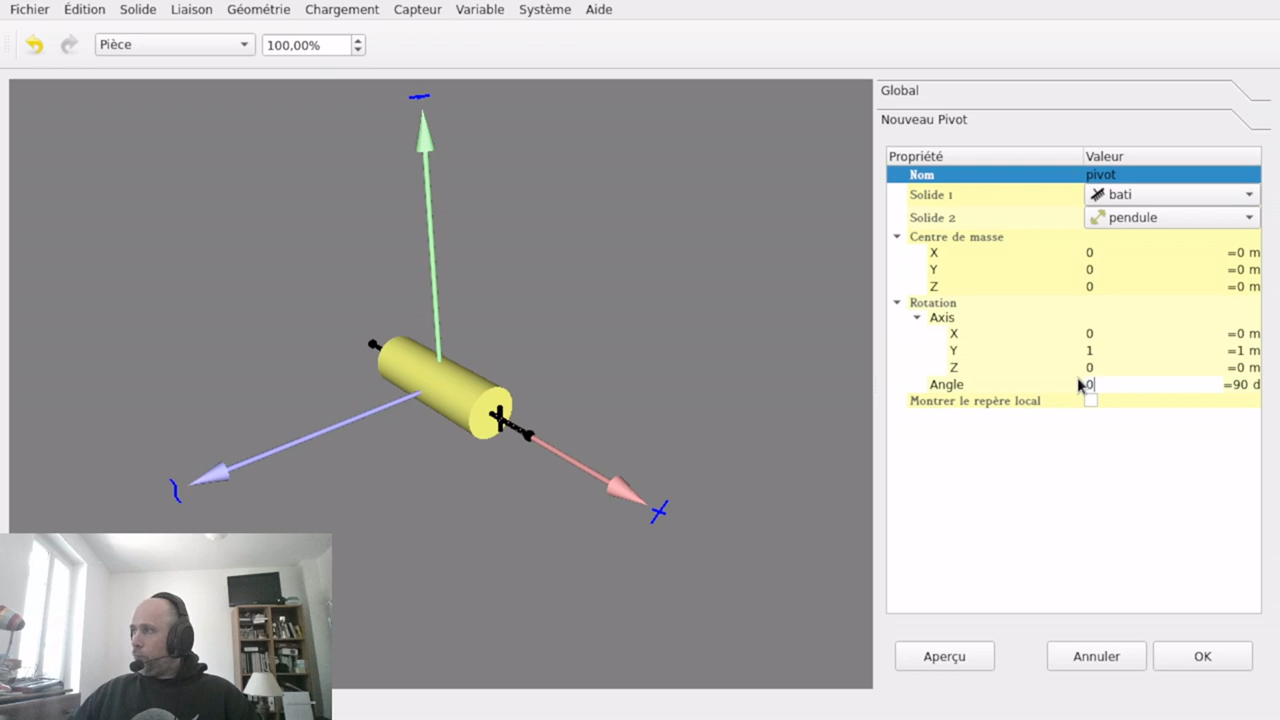 Fichier Édition Solide Liaison Géométrie Chargement Capteur Variable Système Aide
Pièce 100,00%
Global
Nouveau Pivot
Propriété Valeur
Nom pivot
Solide 1 bati
Solide 2 pendule
Centre de masse
X 0 =0 m
Y 0 =0 m
Z 0 =0 m
Rotation
Axis
X 0 =0 m
Y 1 =1 m
Z 0 =0 m
Angle 0 =90 d
Montrer le repère local
Aperçu Annuler OK